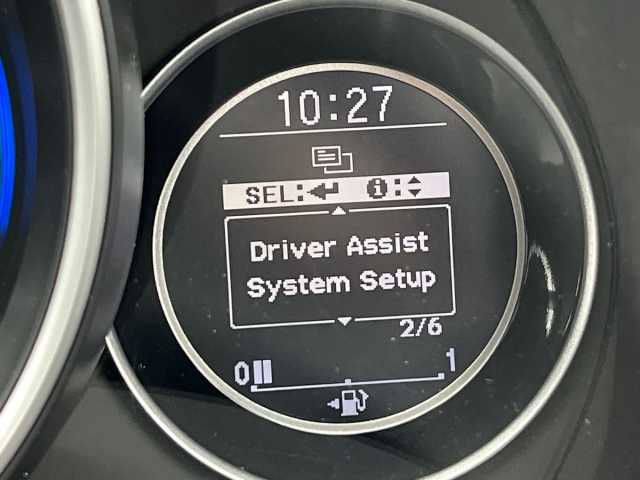 10:27
SEL:
i:
Driver Assist
System Setup
2/6
0 1